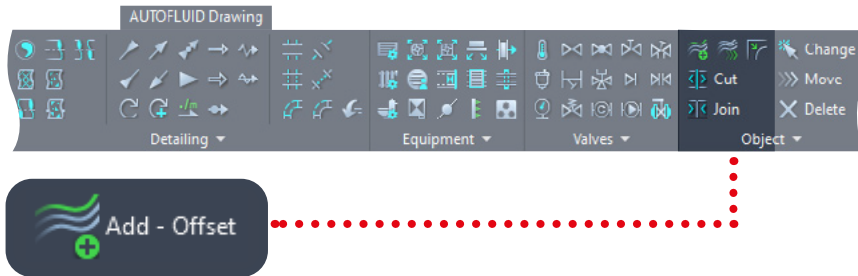 AUTOFLUID Drawing
Change
Cut
Move
Join
Delete
Detailing
Equipment
Valves
Object
Add - Offset